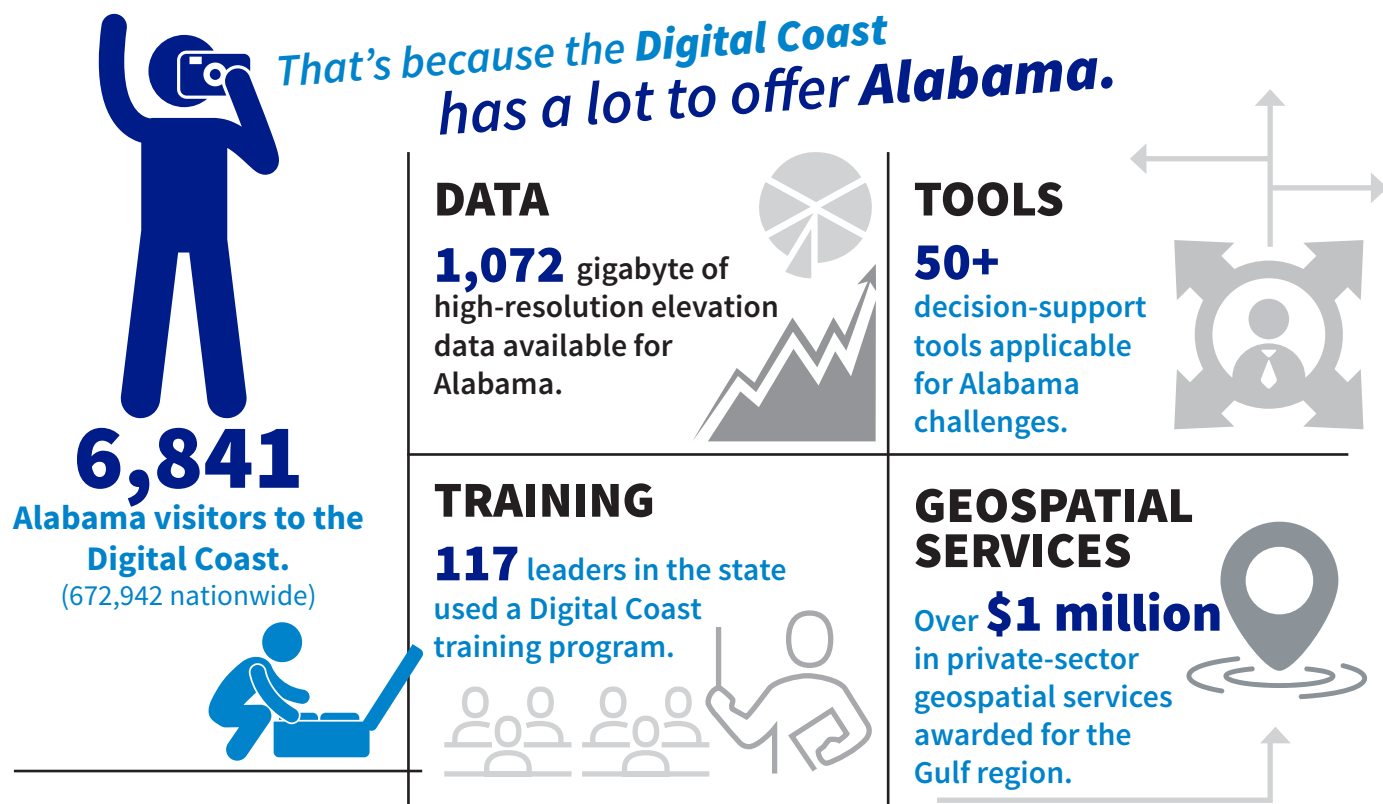 That's because the Digital Coast
has a lot to offer Alabama.
6,841
Alabama visitors to the
Digital Coast.
(672,942 nationwide)
DATA
1,072 gigabyte of
high-resolution elevation
data available for
Alabama.
TOOLS
50+
decision-support
tools applicable
for Alabama
challenges.
TRAINING
117 leaders in the state
used a Digital Coast
training program.
GEOSPATIAL
SERVICES
Over $1 million
in private-sector
geospatial services
awarded for the
Gulf region.